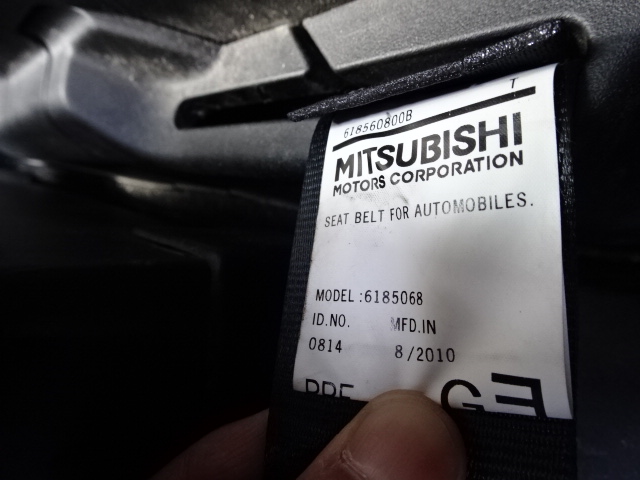 618560800B T
MITSUBISHI
MOTORS CORPORATION
SEAT BELT FOR AUTOMOBILES.
MODEL:6185068
ID.NO. MFD.IN
0814 8/2010